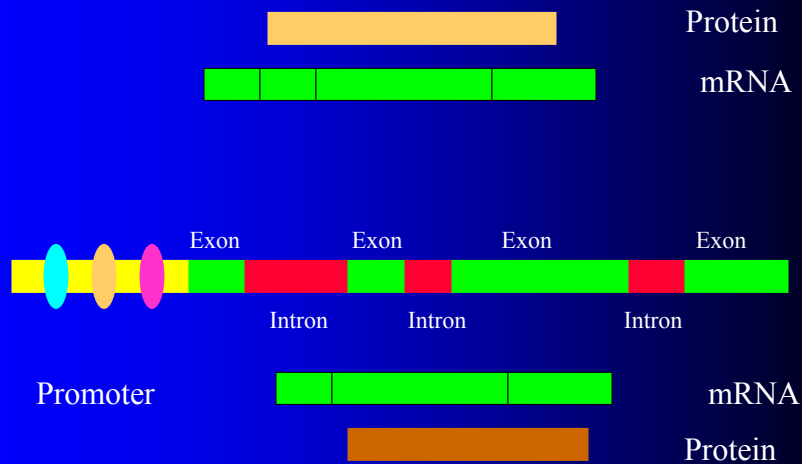 Protein
mRNA
Exon Exon Exon Exon
Intron Intron Intron
Promoter mRNA
Protein